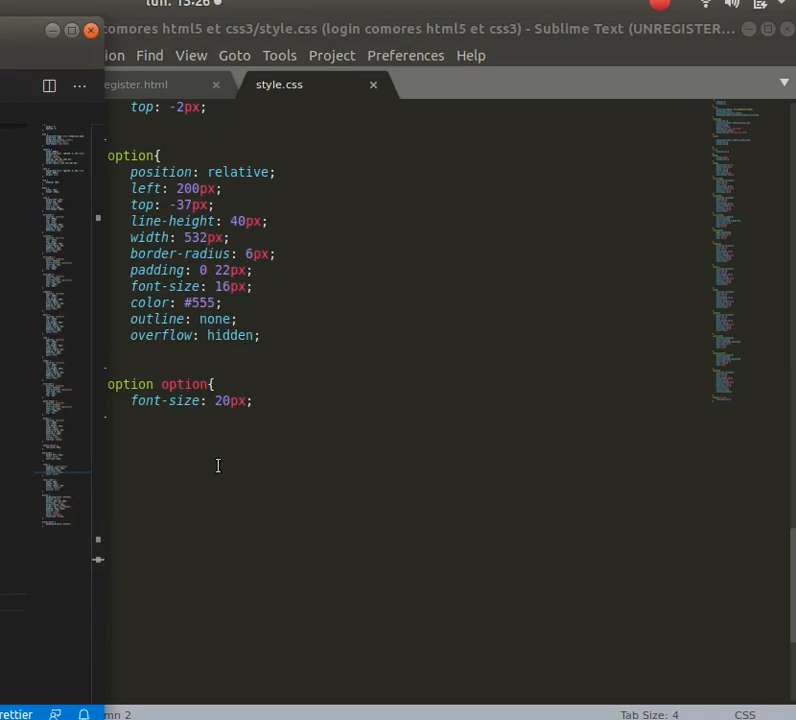 lun. 13:26
comores html5 et css3/style.css (login comores html5 et css3) - Sublime Text (UNREGISTER...
ion Find View Goto Tools Project Preferences Help
egister.html × style.css ×
top: -2px;
option{
position: relative;
left: 200px;
top: -37px;
line-height: 40px;
width: 532px;
border-radius: 6px;
padding: 0 22px;
font-size: 16px;
color: #555;
outline: none;
overflow: hidden;
option option{
font-size: 20px;
rettier
mn 2 Tab Size: 4 CSS